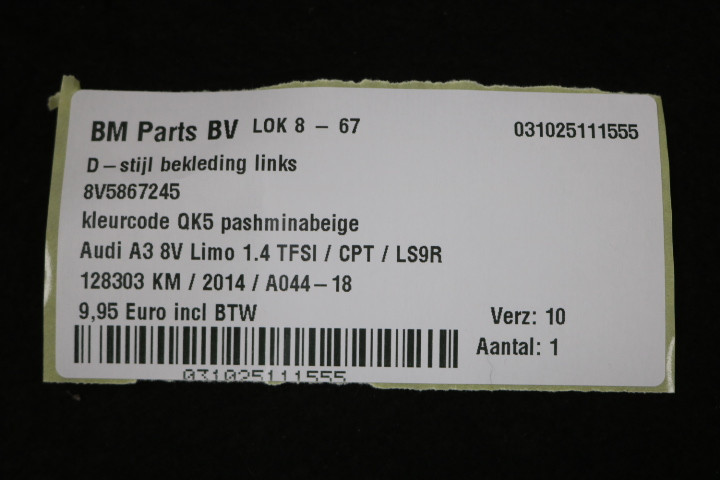 BM Parts BV LOK 8 – 67 031025111555
D–stijl bekleding links
8V5867245
kleurcode QK5 pashminabeige
Audi A3 8V Limo 1.4 TFSI / CPT / LS9R
128303 KM / 2014 / A044–18
9,95 Euro incl BTW Verz: 10
Aantal: 1
031025111555